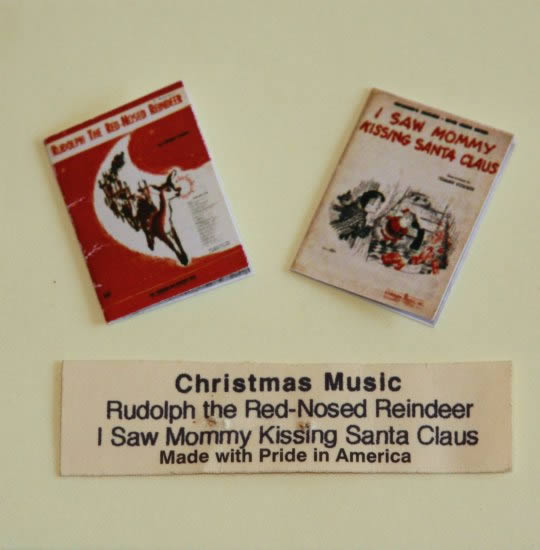 RUDOLPH THE RED-NOSED REINDEER
I SAW MOMMY
KISSING SANTA CLAUS
Christmas Music
Rudolph the Red-Nosed Reindeer
I Saw Mommy Kissing Santa Claus
Made with Pride in America